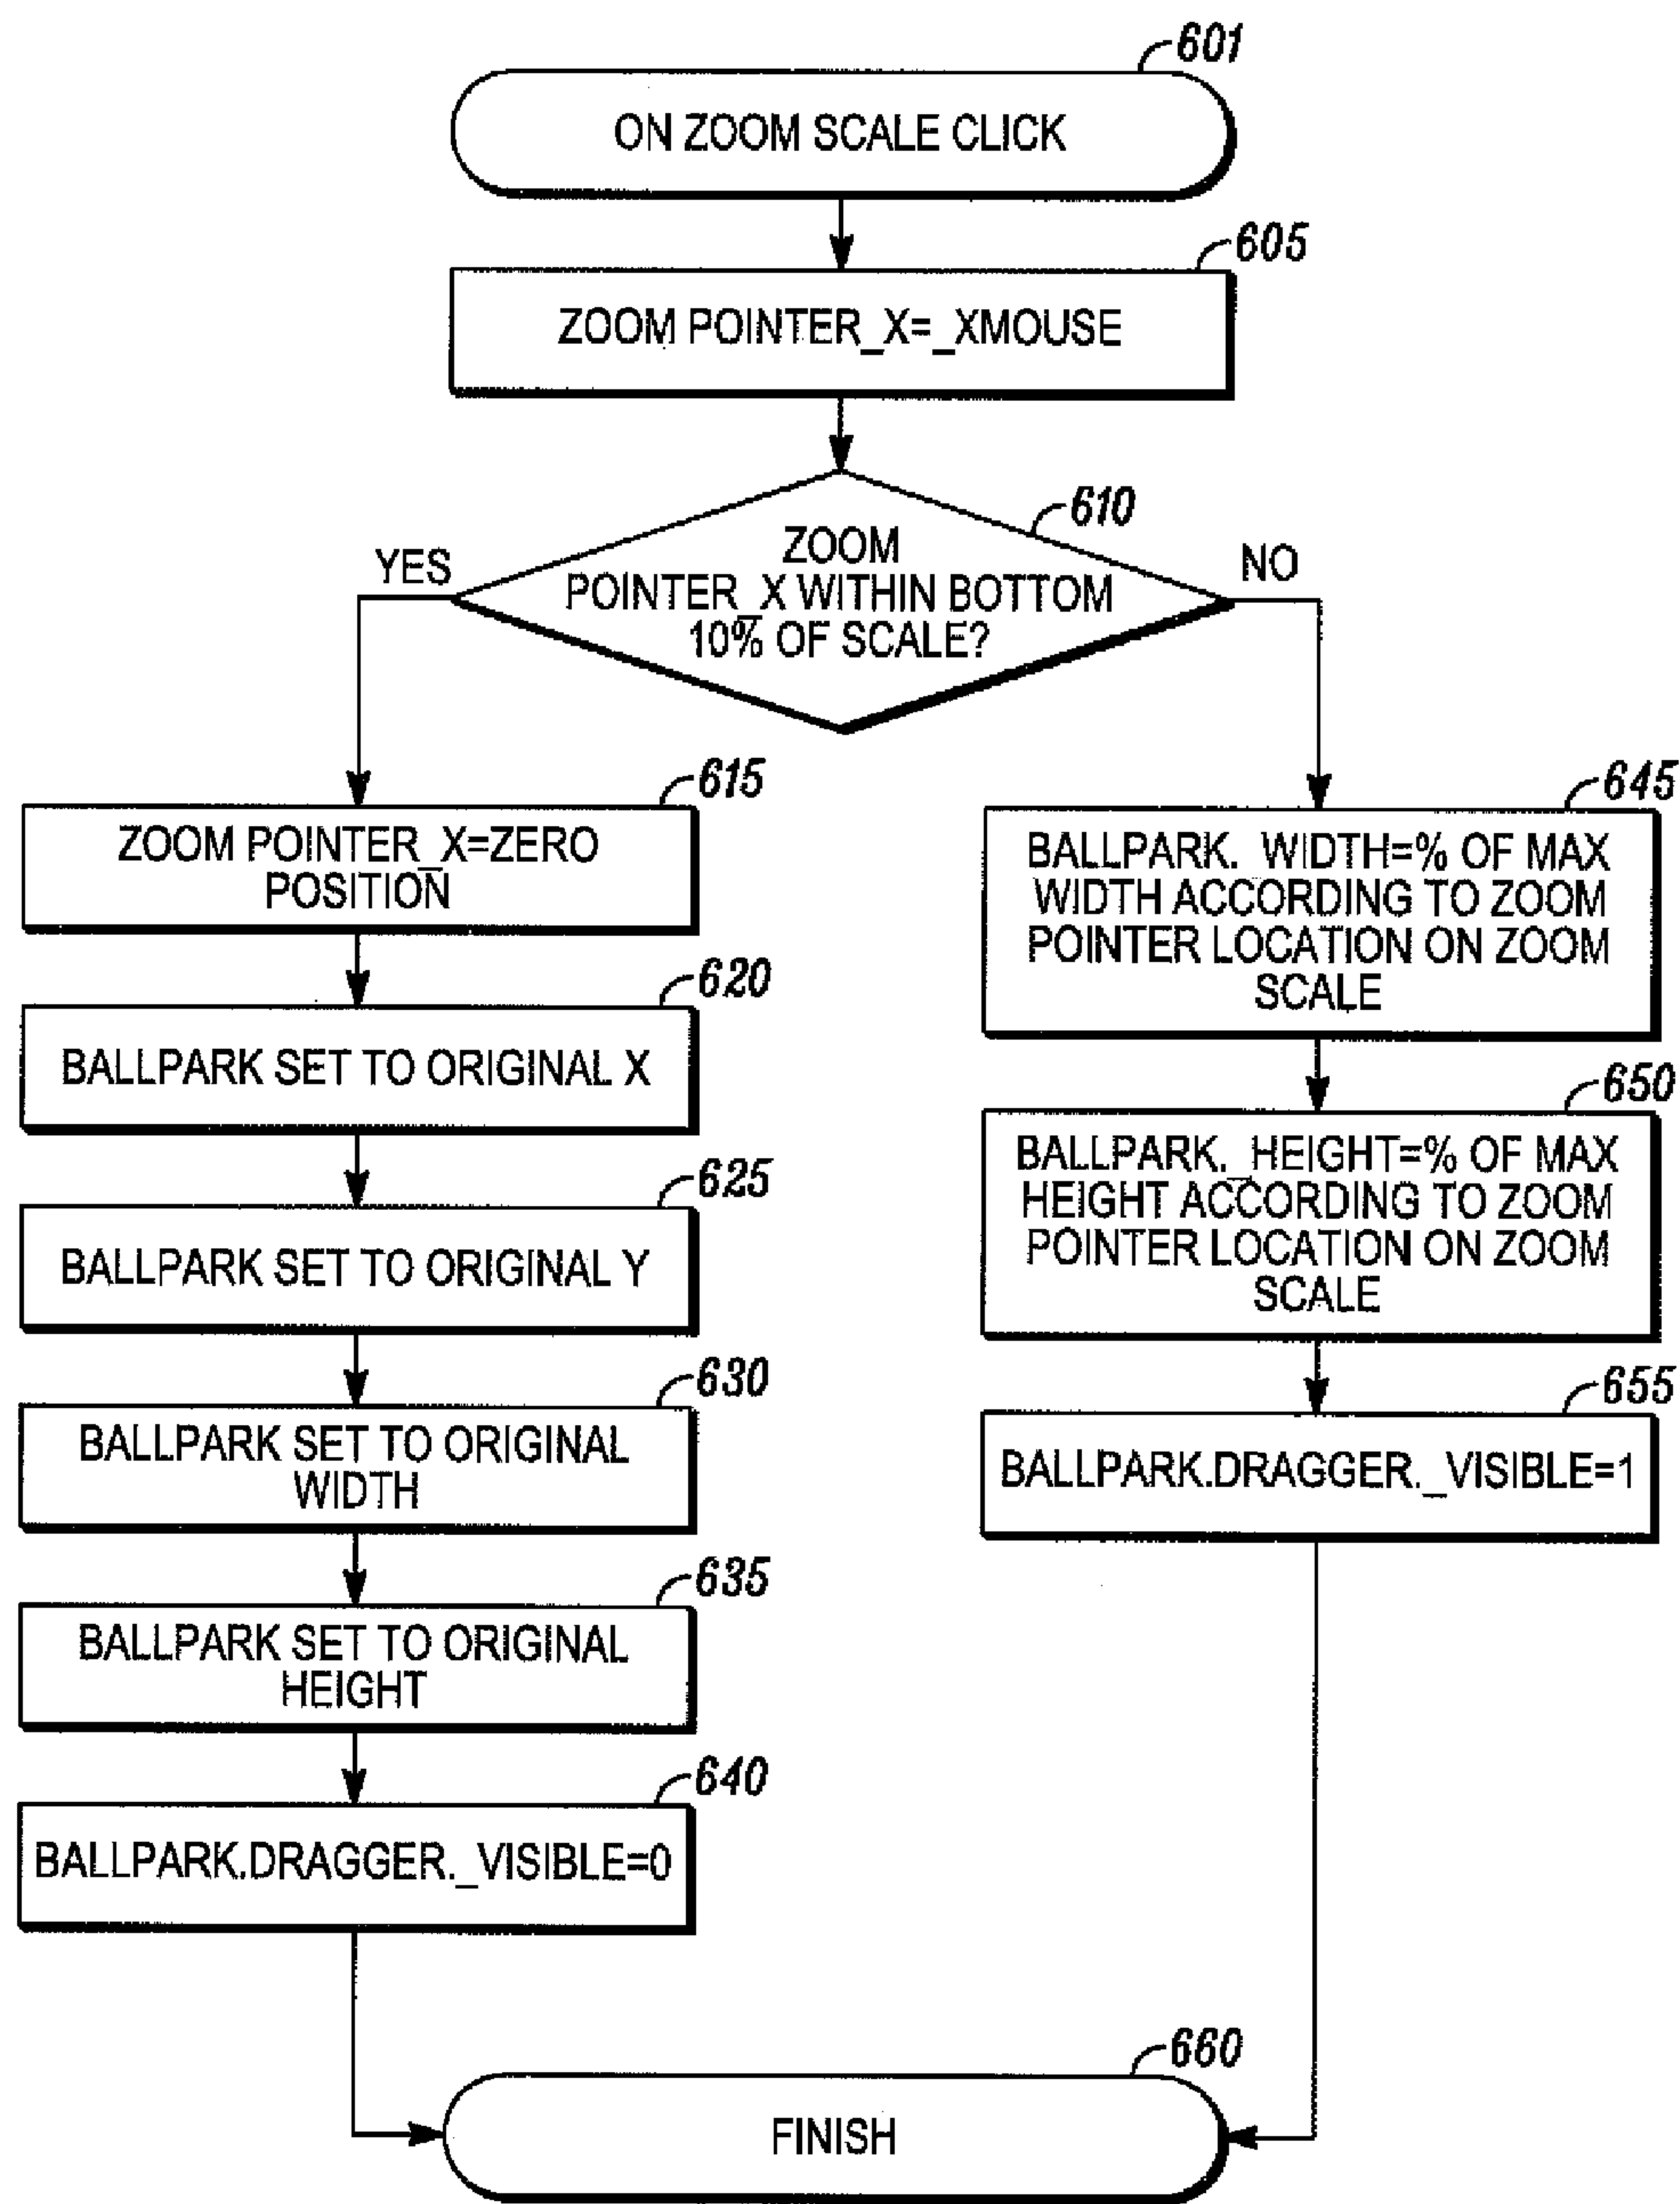 601
ON ZOOM SCALE CLICK
605
ZOOM POINTER_X=_XMOUSE
610
YES
ZOOM
POINTER_X WITHIN BOTTOM
10% OF SCALE?
NO
615
ZOOM POINTER_X=ZERO
POSITION
620
BALLPARK SET TO ORIGINAL X
625
BALLPARK SET TO ORIGINAL Y
630
BALLPARK SET TO ORIGINAL
WIDTH
635
BALLPARK SET TO ORIGINAL
HEIGHT
640
BALLPARK.DRAGGER._VISIBLE=0
645
BALLPARK. WIDTH=% OF MAX
WIDTH ACCORDING TO ZOOM
POINTER LOCATION ON ZOOM
SCALE
650
BALLPARK._HEIGHT=% OF MAX
HEIGHT ACCORDING TO ZOOM
POINTER LOCATION ON ZOOM
SCALE
655
BALLPARK.DRAGGER._VISIBLE=1
660
FINISH